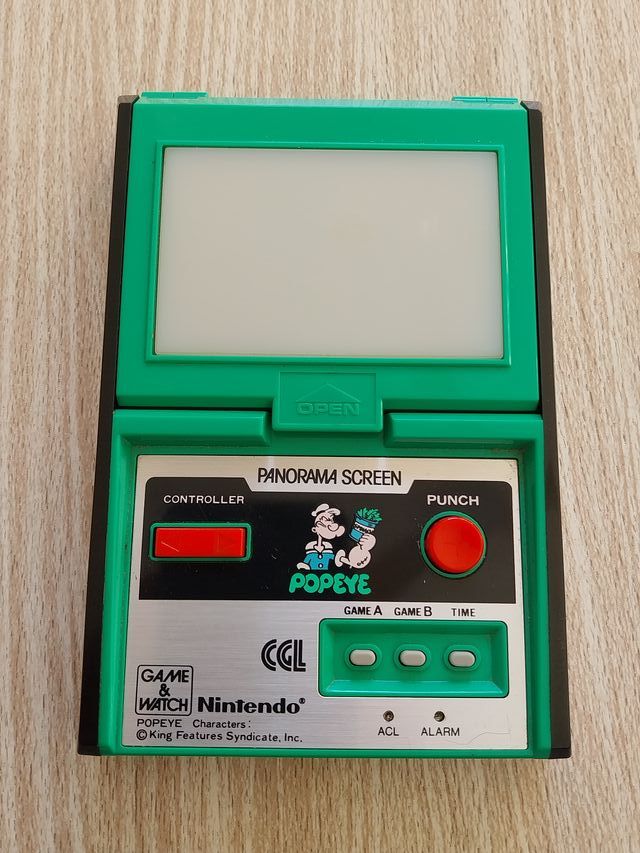 OPEN
PANORAMA SCREEN
CONTROLLER
PUNCH
POPEYE
GAME A GAME B TIME
CGL
GAME
&
WATCH
Nintendo®
ACL ALARM
POPEYE Characters:
© King Features Syndicate, Inc.